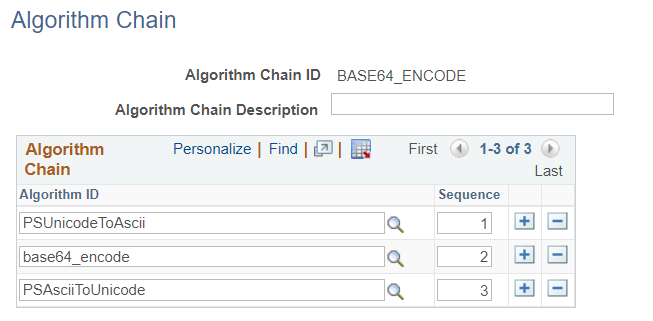 Algorithm Chain
Algorithm Chain ID BASE64_ENCODE
Algorithm Chain Description
Algorithm Chain Personalize | Find | | First 1-3 of 3 Last
Algorithm ID Sequence
PSUnicodeToAscii 1
base64_encode 2
PSAsciiToUnicode 3